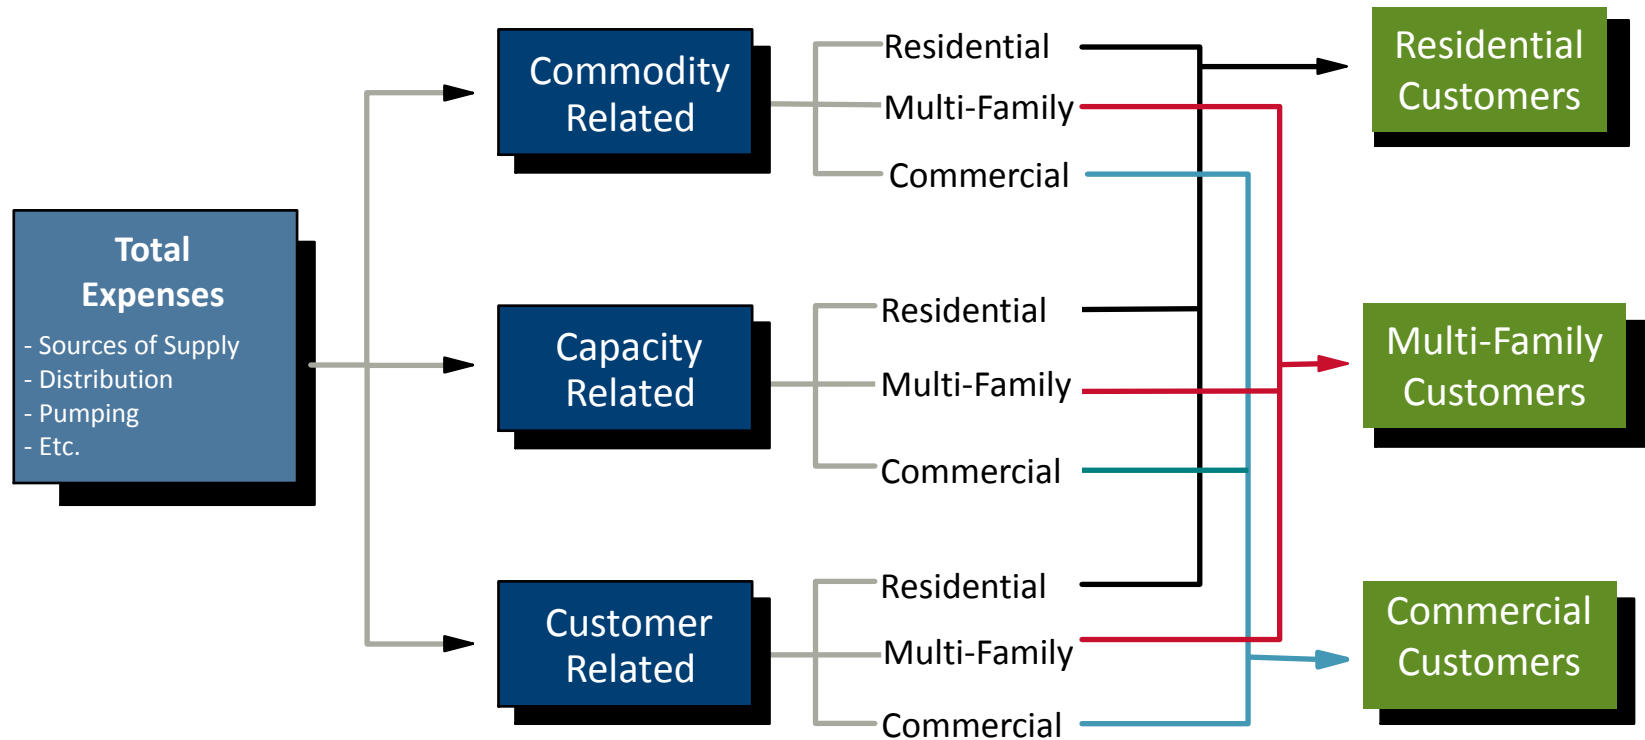 Total
Expenses
- Sources of Supply
- Distribution
- Pumping
- Etc.
Commodity
Related
Residential
Multi-Family
Commercial
Capacity
Related
Residential
Multi-Family
Commercial
Customer
Related
Residential
Multi-Family
Commercial
Residential
Customers
Multi-Family
Customers
Commercial
Customers